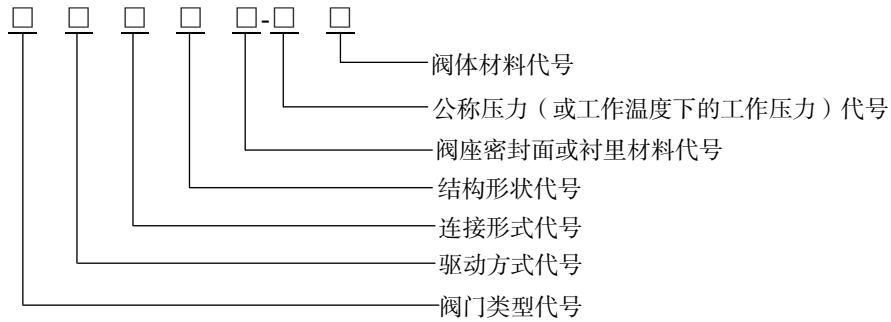 □ □ □ □ □-□ □
阀体材料代号
公称压力（或工作温度下的工作压力）代号
阀座密封面或衬里材料代号
结构形状代号
连接形式代号
驱动方式代号
阀门类型代号